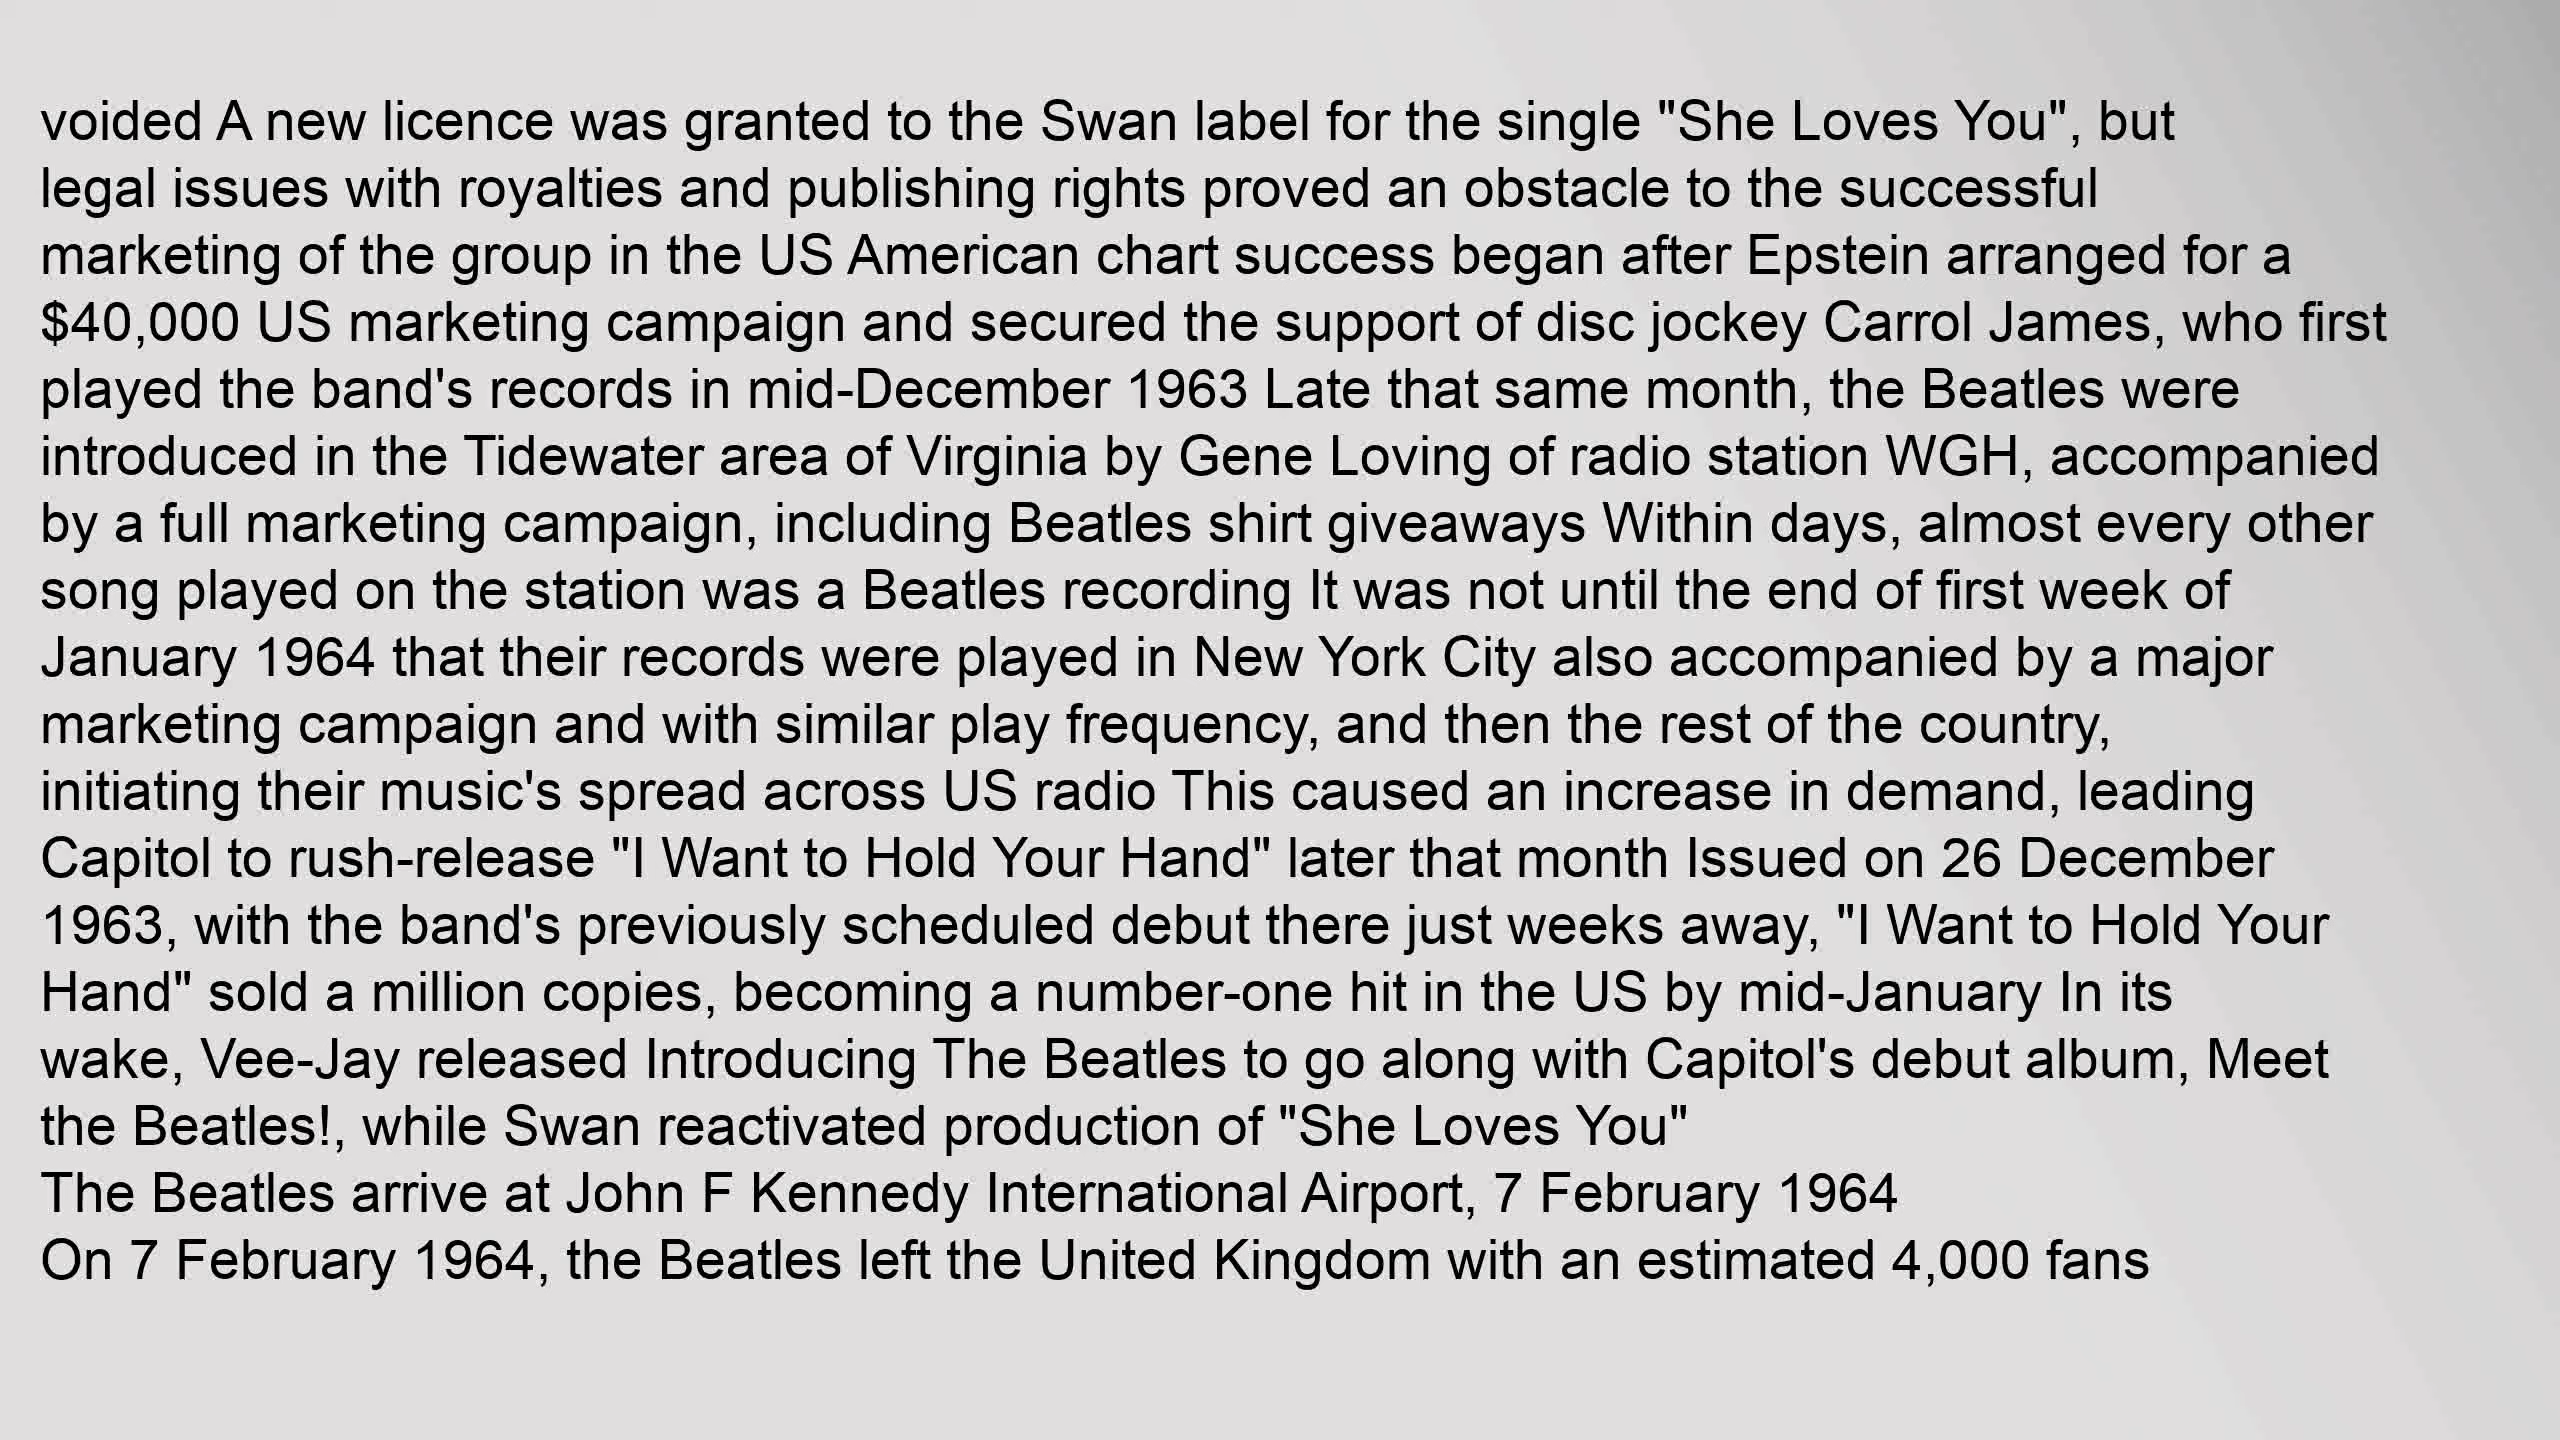 voided A new licence was granted to the Swan label for the single "She Loves You", but
legal issues with royalties and publishing rights proved an obstacle to the successful
marketing of the group in the US American chart success began after Epstein arranged for a
$40,000 US marketing campaign and secured the support of disc jockey Carrol James, who first
played the band's records in mid-December 1963 Late that same month, the Beatles were
introduced in the Tidewater area of Virginia by Gene Loving of radio station WGH, accompanied
by a full marketing campaign, including Beatles shirt giveaways Within days, almost every other
song played on the station was a Beatles recording It was not until the end of first week of
January 1964 that their records were played in New York City also accompanied by a major
marketing campaign and with similar play frequency, and then the rest of the country,
initiating their music's spread across US radio This caused an increase in demand, leading
Capitol to rush-release "I Want to Hold Your Hand" later that month Issued on 26 December
1963, with the band's previously scheduled debut there just weeks away, "I Want to Hold Your
Hand" sold a million copies, becoming a number-one hit in the US by mid-January In its
wake, Vee-Jay released Introducing The Beatles to go along with Capitol's debut album, Meet
the Beatles!, while Swan reactivated production of "She Loves You"
The Beatles arrive at John F Kennedy International Airport, 7 February 1964
On 7 February 1964, the Beatles left the United Kingdom with an estimated 4,000 fans